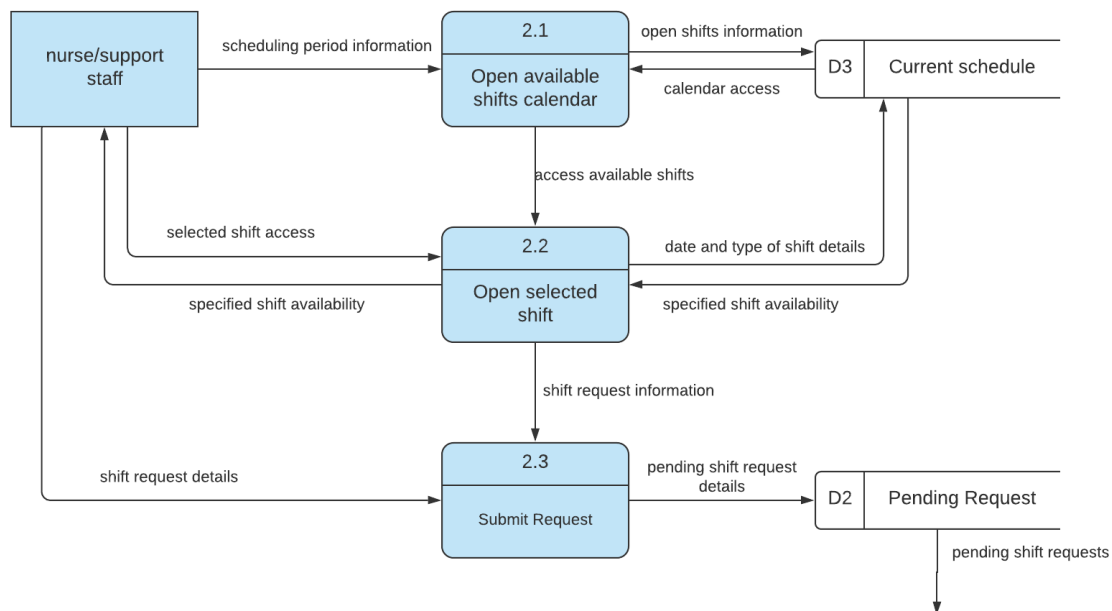 nurse/support
staff
scheduling period information
2.1
Open available
shifts calendar
open shifts information
calendar access
D3
Current schedule
access available shifts
selected shift access
specified shift availability
2.2
Open selected
shift
date and type of shift details
specified shift availability
shift request information
shift request details
2.3
Submit Request
pending shift request
details
D2
Pending Request
pending shift requests